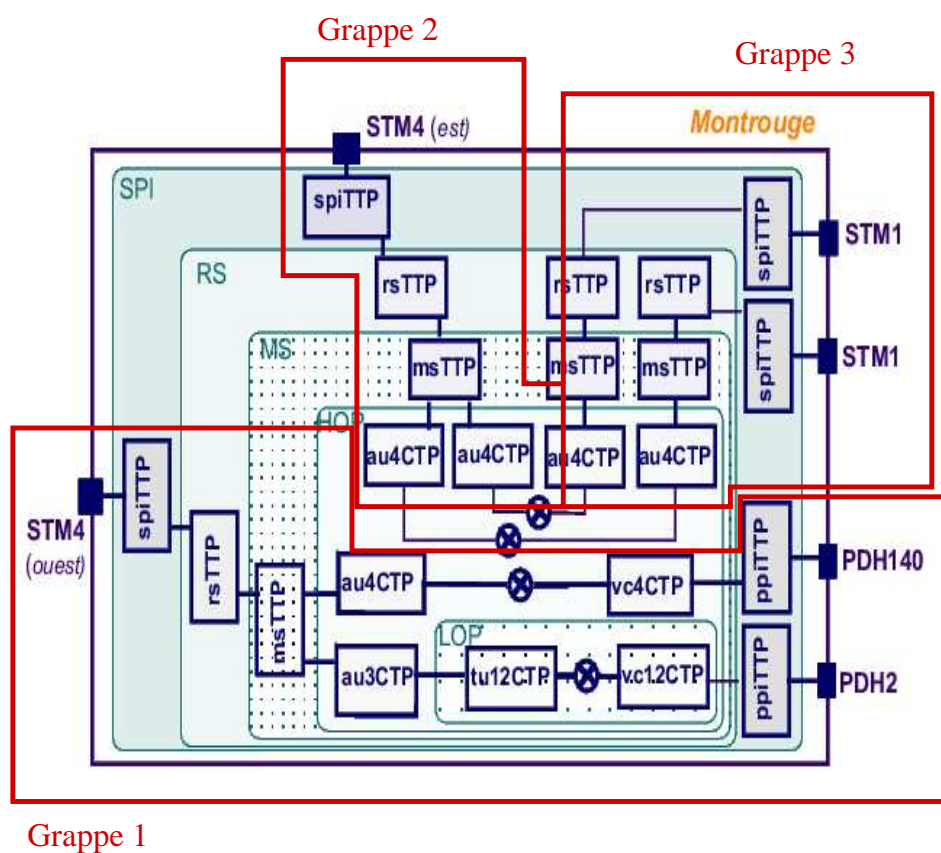 Grappe 2
Grappe 3
STM4 (est)
Montrouge
SPI
spiTTP
spiTTP
STM1
RS
rsTTP
rsTTP
rsTTP
spiTTP
STM1
MS
msTTP
msTTP
msTTP
HOP
au4CTP
au4CTP
au4CTP
au4CTP
spiTTP
STM4
(ouest)
rsTTP
msTTP
au4CTP
vc4CTP
ppiTTP
PDH140
LOP
au3CTP
tu12CTP
vc12CTP
ppiTTP
PDH2
Grappe 1